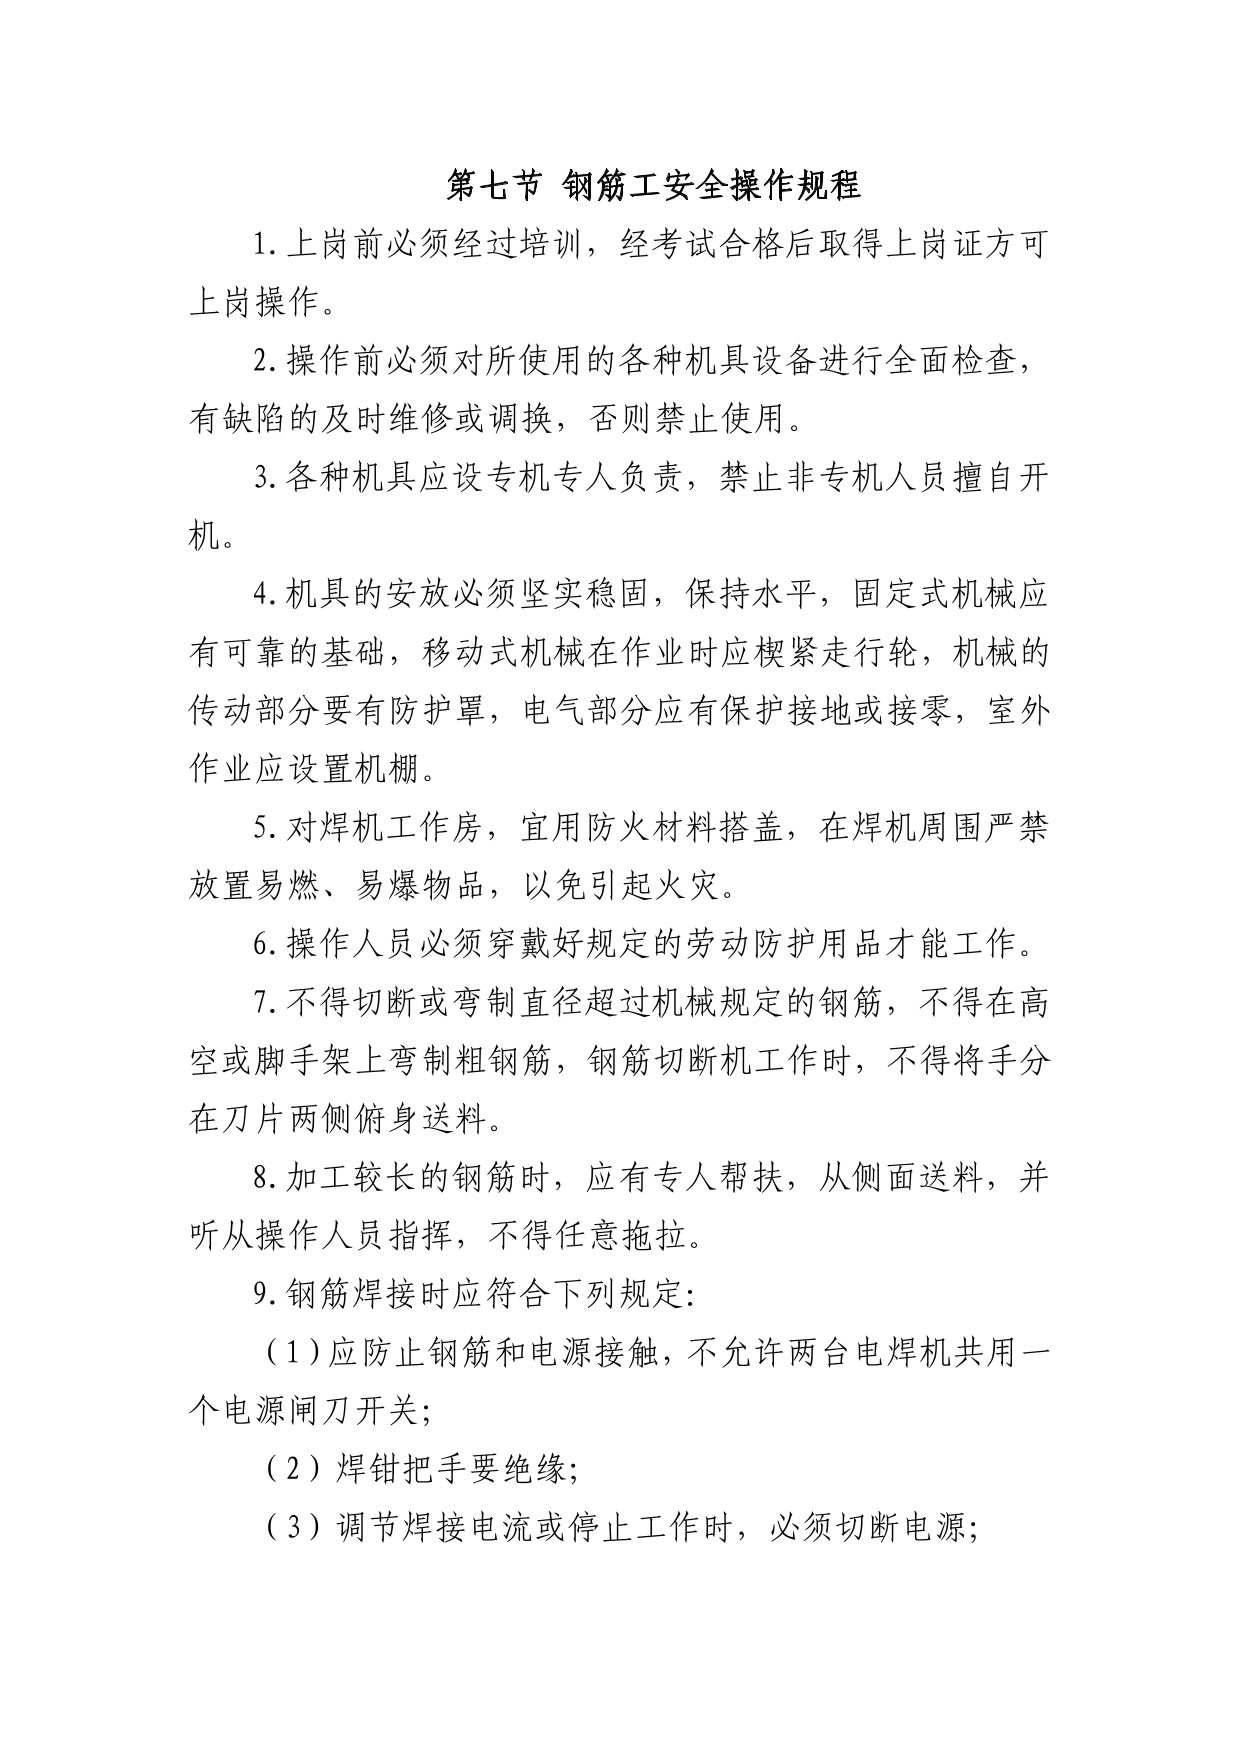 第七节 钢筋工安全操作规程
1.上岗前必须经过培训，经考试合格后取得上岗证方可
上岗操作。
2.操作前必须对所使用的各种机具设备进行全面检查，
有缺陷的及时维修或调换，否则禁止使用。
3.各种机具应设专机专人负责，禁止非专机人员擅自开
机。
4.机具的安放必须坚实稳固，保持水平，固定式机械应
有可靠的基础，移动式机械在作业时应楔紧走行轮，机械的
传动部分要有防护罩，电气部分应有保护接地或接零，室外
作业应设置机棚。
5.对焊机工作房，宜用防火材料搭盖，在焊机周围严禁
放置易燃、易爆物品，以免引起火灾。
6.操作人员必须穿戴好规定的劳动防护用品才能工作。
7.不得切断或弯制直径超过机械规定的钢筋，不得在高
空或脚手架上弯制粗钢筋，钢筋切断机工作时，不得将手分
在刀片两侧俯身送料。
8.加工较长的钢筋时，应有专人帮扶，从侧面送料，并
听从操作人员指挥，不得任意拖拉。
9.钢筋焊接时应符合下列规定：
（1）应防止钢筋和电源接触，不允许两台电焊机共用一
个电源闸刀开关；
（2）焊钳把手要绝缘；
（3）调节焊接电流或停止工作时，必须切断电源；